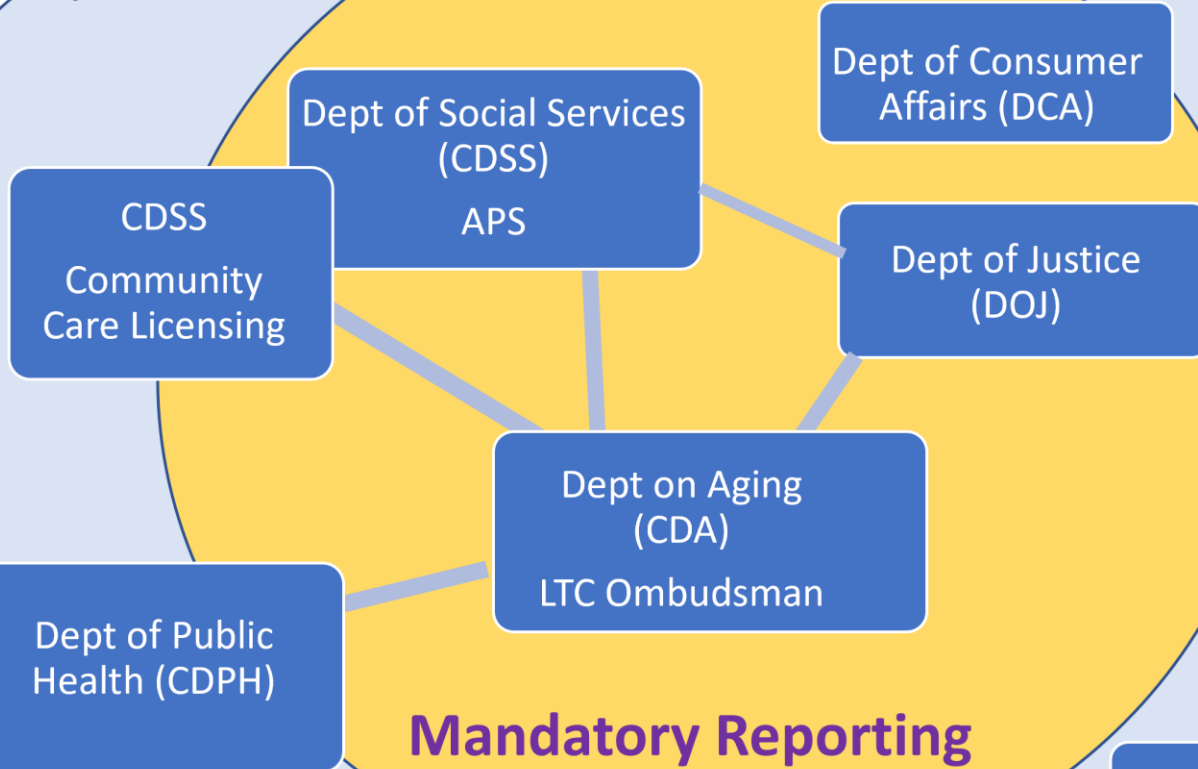 Dept of Consumer
Affairs (DCA)
Dept of Social Services
(CDSS)
APS
CDSS
Community
Care Licensing
Dept of Justice
(DOJ)
Dept on Aging
(CDA)
LTC Ombudsman
Dept of Public
Health (CDPH)
Mandatory Reporting